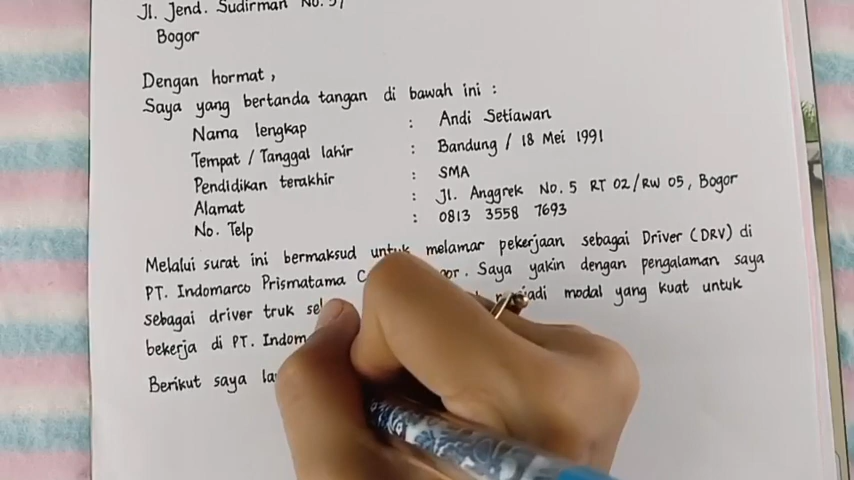 Jl. Jend. Sudirman No.
Bogor
Dengan hormat,
Saya yang bertanda tangan di bawah ini :
Nama lengkap : Andi Setiawan
Tempat / Tanggal lahir : Bandung / 18 Mei 1991
Pendidikan terakhir : SMA
Alamat : Jl. Anggrek No. 5 RT 02/RW 05, Bogor
No. Telp : 0813 3558 7693
Melalui surat ini bermaksud untuk melamar pekerjaan sebagai Driver (DRV) di
PT. Indomarco Prismatama . Saya yakin dengan pengalaman saya
sebagai driver truk modal yang kuat untuk
bekerja di PT.
Berikut saya